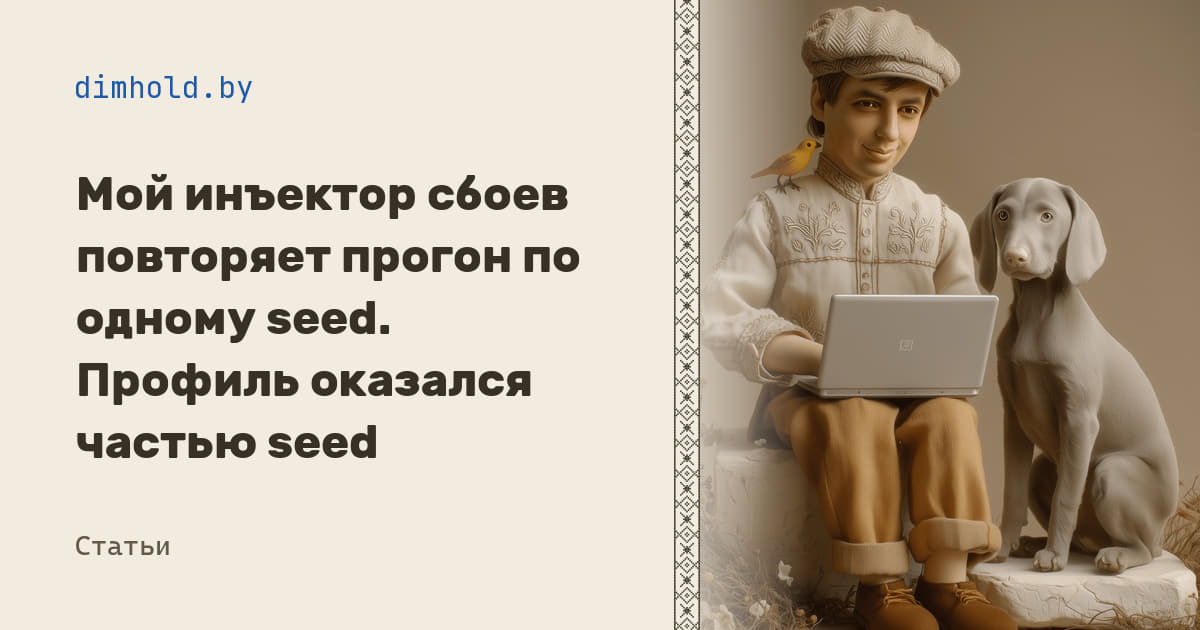 dimhold.by
Мой инъектор сбоев
повторяет прогон по
одному seed.
Профиль оказался
частью seed
Статьи